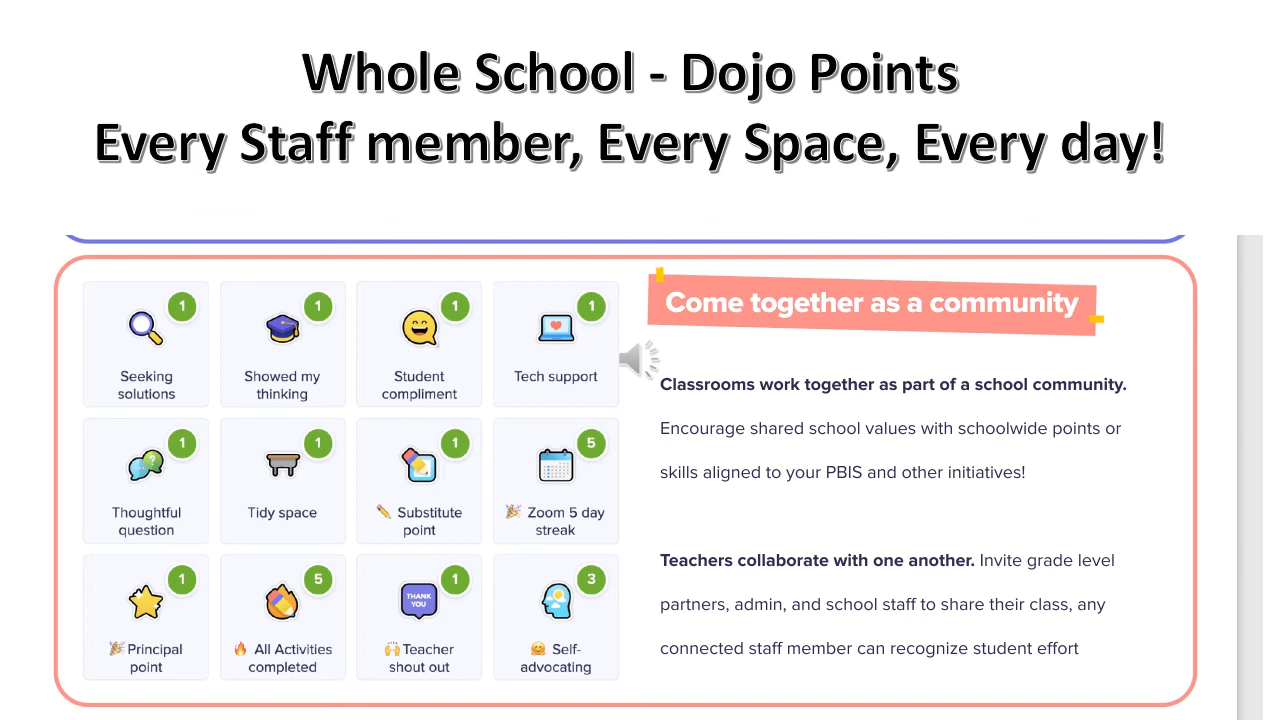 Whole School - Dojo Points
Every Staff member, Every Space, Every day!
1
Seeking
solutions
1
Showed my
thinking
1
Student
compliment
1
Tech support
1
Thoughtful
question
1
Tidy space
1
Substitute
point
5
Zoom 5 day
streak
1
Principal
point
5
All Activities
completed
THANK
YOU
1
Teacher
shout out
3
Self-
advocating
Come together as a community
Classrooms work together as part of a school community.
Encourage shared school values with schoolwide points or
skills aligned to your PBIS and other initiatives!
Teachers collaborate with one another. Invite grade level
partners, admin, and school staff to share their class, any
connected staff member can recognize student effort